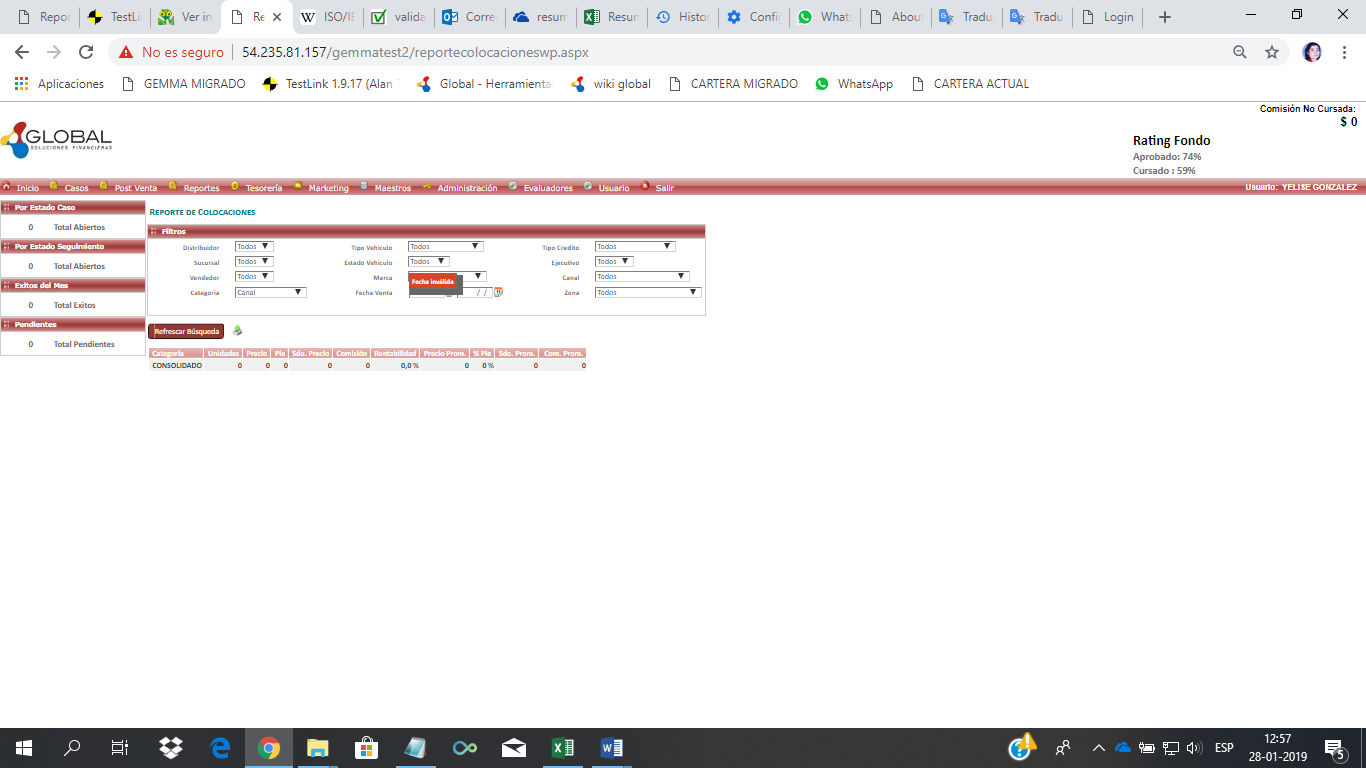 Repor
TestLi
Ver in
Re
ISO/IE
valida
Corre
resum
Resun
Histor
Config
What
About
Tradu
Tradu
Login
No es seguro
54.235.81.157/gemmatest2/reportecolocacioneswp.aspx
Aplicaciones
GEMMA MIGRADO
TestLink 1.9.17 (Alan
Global - Herramienta
wiki global
CARTERA MIGRADO
WhatsApp
CARTERA ACTUAL
Comisión No Cursada:
$ 0
GLOBAL
SOLUCIONES FINANCIERAS
Rating Fondo
Aprobado: 74%
Cursado : 59%
Inicio Casos Post Venta Reportes Tesorería Marketing Maestros Administración Evaluadores Usuario Salir
Usuario: YELISE GONZALEZ
Por Estado Caso
0 Total Abiertos
Por Estado Seguimiento
0 Total Abiertos
Exitos del Mes
0 Total Exitos
Pendientes
0 Total Pendientes
REPORTE DE COLOCACIONES
Filtros
Distribuidor Todos Tipo Vehiculo Todos Tipo Credito Todos
Sucursal Todos Estado Vehiculo Todos Ejecutivo Todos
Vendedor Todos Marca Canal Todos
Fecha inválida
Categoria Canal Fecha Venta / / Zona Todos
Refrescar Búsqueda
Categoría Unidades Precio Pie Sdo. Precio Comisión Rentabilidad Precio Prom. % Pie Sdo. Prom. Com. Prom.
CONSOLIDADO 0 0 0 0 0 0,0 % 0 0 % 0 0
ESP
12:57
28-01-2019
5